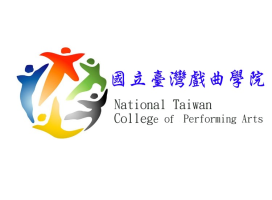 國立臺灣戲曲學院
National Taiwan
College of Performing Arts